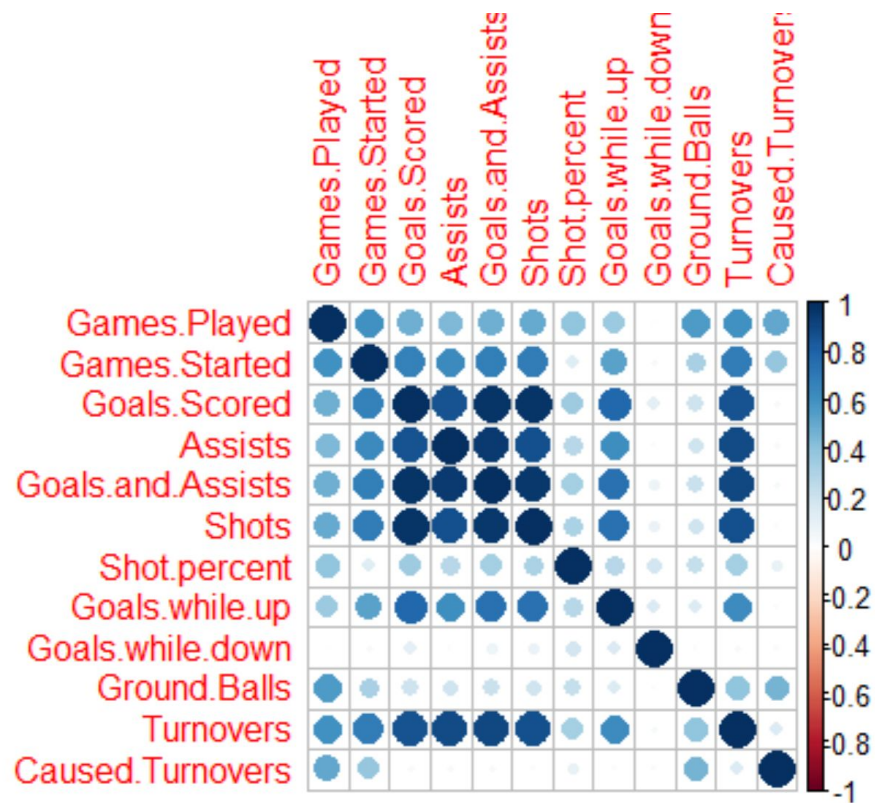 Games.Played
Games.Started
Goals.Scored
Assists
Goals.and.Assists
Shots
Shot.percent
Goals.while.up
Goals.while.down
Ground.Balls
Turnovers
Caused.Turnovers
Games.Played
Games.Started
Goals.Scored
Assists
Goals.and.Assists
Shots
Shot.percent
Goals.while.up
Goals.while.down
Ground.Balls
Turnovers
Caused.Turnovers
1
0.8
0.6
0.4
0.2
0
-0.2
-0.4
-0.6
-0.8
-1